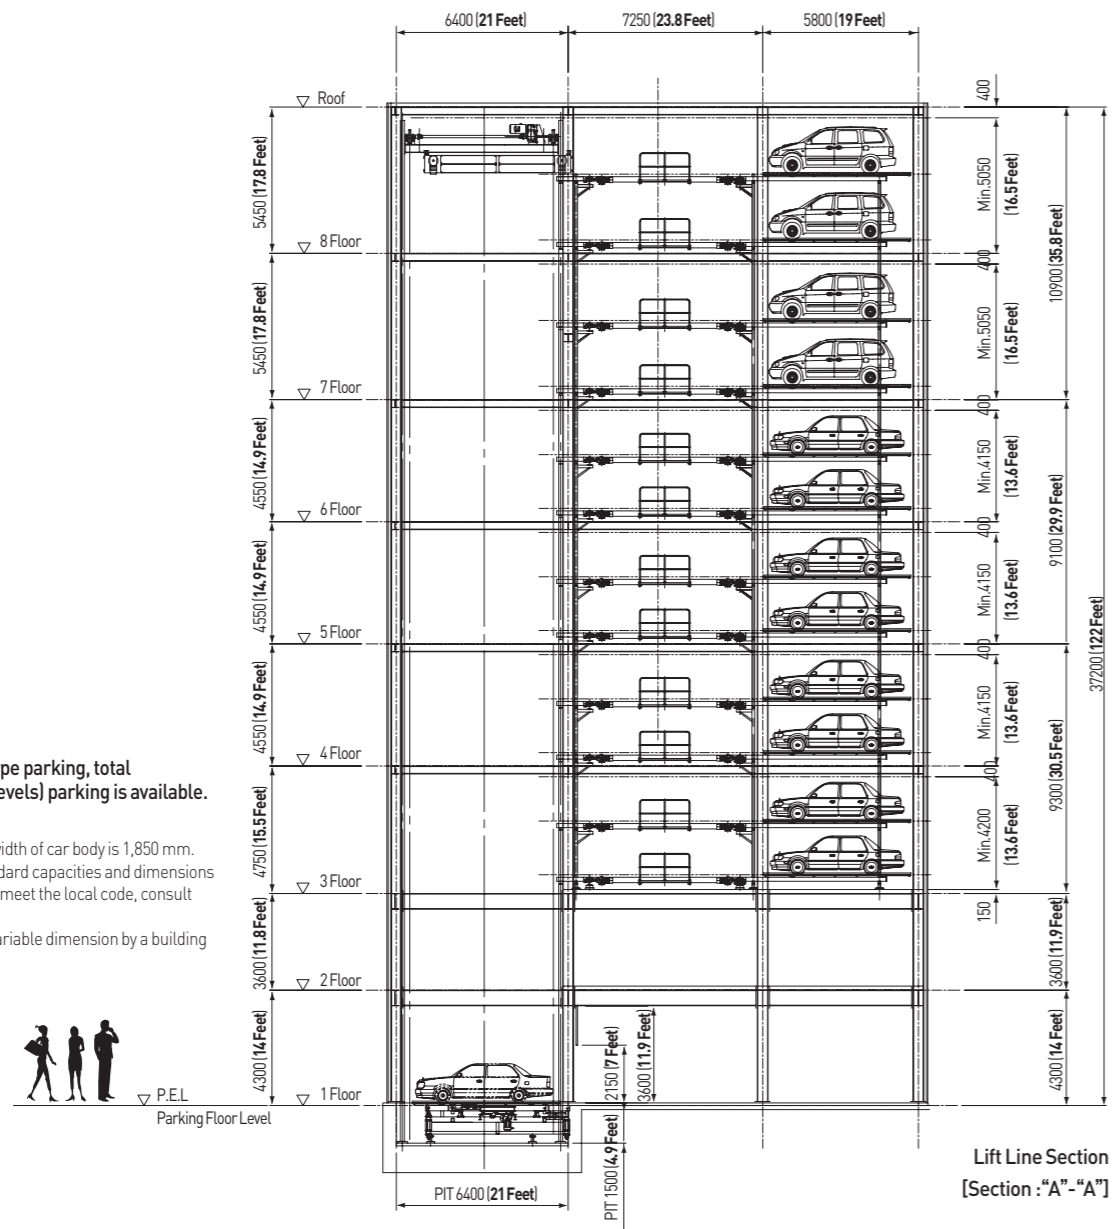 6400 (21 Feet)
7250 (23.8 Feet)
5800 (19 Feet)
Roof
8 Floor
7 Floor
6 Floor
5 Floor
4 Floor
3 Floor
2 Floor
1 Floor
5450 (17.8 Feet)
5450 (17.8 Feet)
4550 (14.9 Feet)
4550 (14.9 Feet)
4550 (14.9 Feet)
4750 (15.5 Feet)
3600 (11.8 Feet)
4300 (14 Feet)
400
Min.5050
(16.5 Feet)
400
Min.5050
(16.5 Feet)
400
Min.4150
(13.6 Feet)
400
Min.4150
(13.6 Feet)
400
Min.4150
(13.6 Feet)
400
Min.4200
(13.6 Feet)
150
10900 (35.8 Feet)
9100 (29.9 Feet)
9300 (30.5 Feet)
3600 (11.9 Feet)
4300 (14 Feet)
37200 (122 Feet)
ype parking, total
evels) parking is available.
width of car body is 1,850 mm.
dard capacities and dimensions
meet the local code, consult
ariable dimension by a building
P.E.L
Parking Floor Level
2150 (7 Feet)
3600 (11.9 Feet)
PIT 1500 (4.9 Feet)
PIT 6400 (21 Feet)
Lift Line Section
[Section :“A”-“A”]